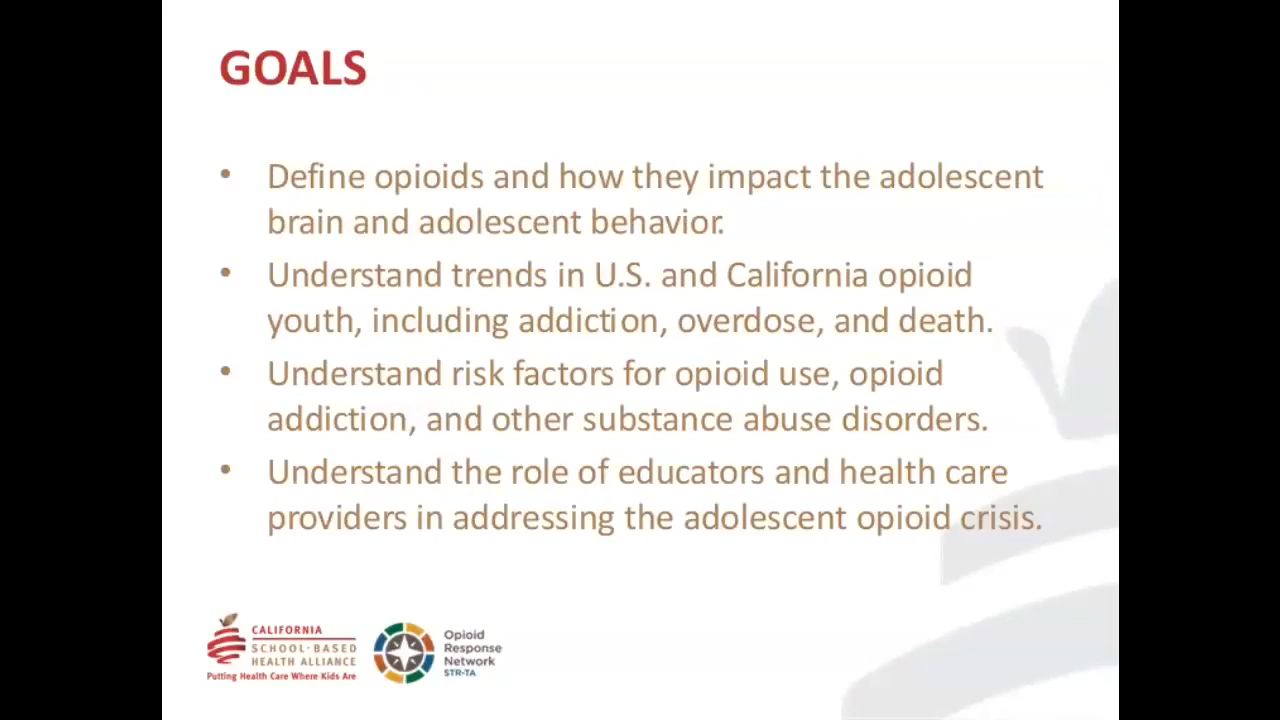 GOALS
• Define opioids and how they impact the adolescent
brain and adolescent behavior.
• Understand trends in U.S. and California opioid
youth, including addiction, overdose, and death.
• Understand risk factors for opioid use, opioid
addiction, and other substance abuse disorders.
• Understand the role of educators and health care
providers in addressing the adolescent opioid crisis.
CALIFORNIA
SCHOOL-BASED
HEALTH ALLIANCE
Putting Health Care Where Kids Are
Opioid
Response
Network
STR-TA